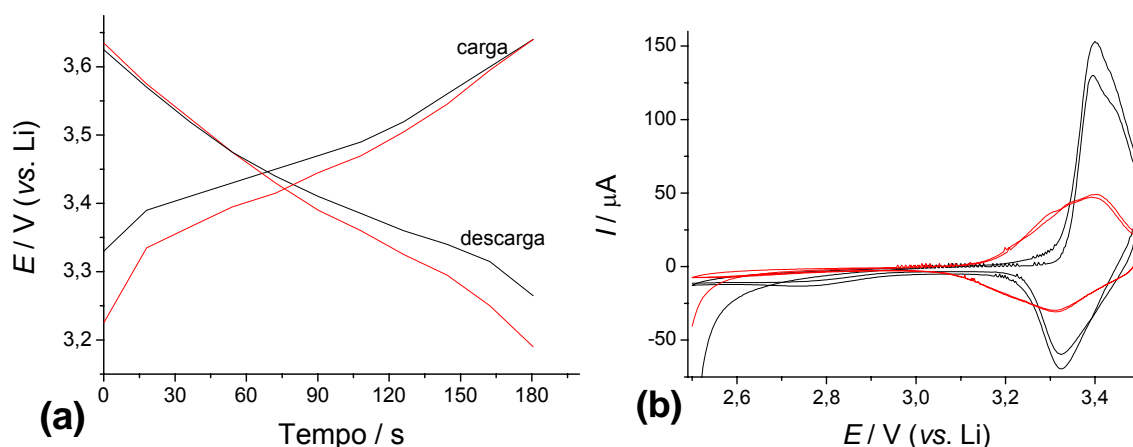 3,6
3,5
3,4
3,3
3,2
E / V (vs. Li)
0 30 60 90 120 150 180
Tempo / s
carga
descarga
(a)
150
100
50
0
-50
I / µA
2,6 2,8 3,0 3,2 3,4
E / V (vs. Li)
(b)